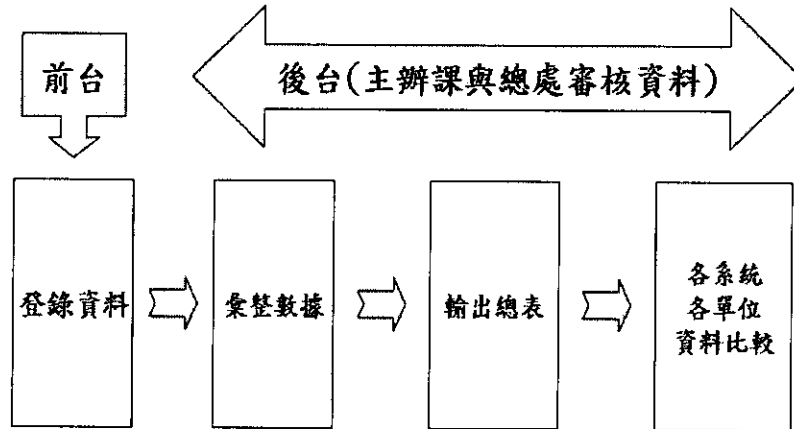 前台
後台(主辦課與總處審核資料)
登錄資料
彙整數據
輸出總表
各系統
各單位
資料比較